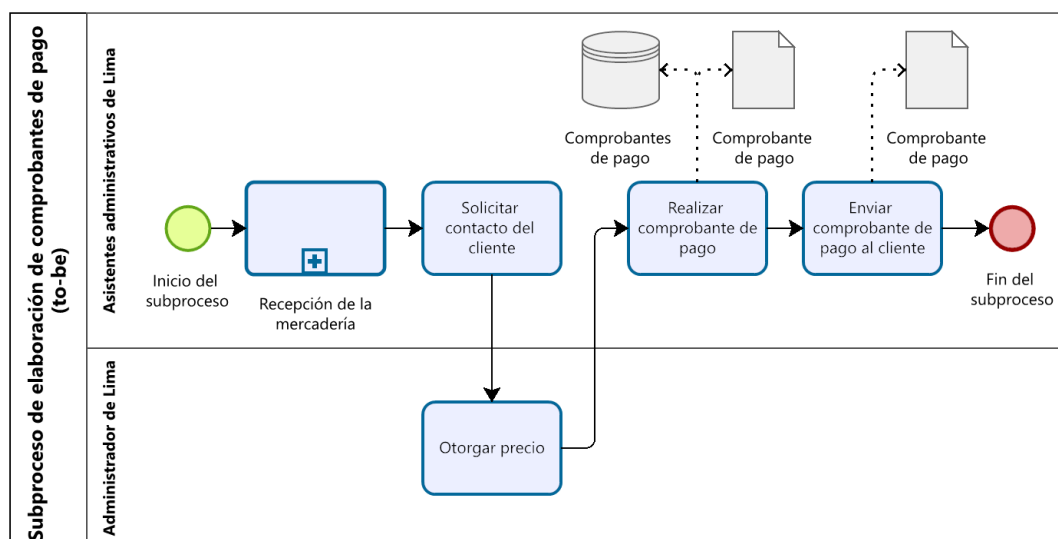 Subproceso de elaboración de comprobantes de pago
(to-be)
Asistentes administrativos de Lima
Comprobantes
de pago
Comprobante
de pago
Comprobante
de pago
Inicio del
subproceso
Recepción de la
mercadería
Solicitar
contacto del
cliente
Realizar
comprobante de
pago
Enviar
comprobante de
pago al cliente
Fin del
subproceso
Administrador de Lima
Otorgar precio